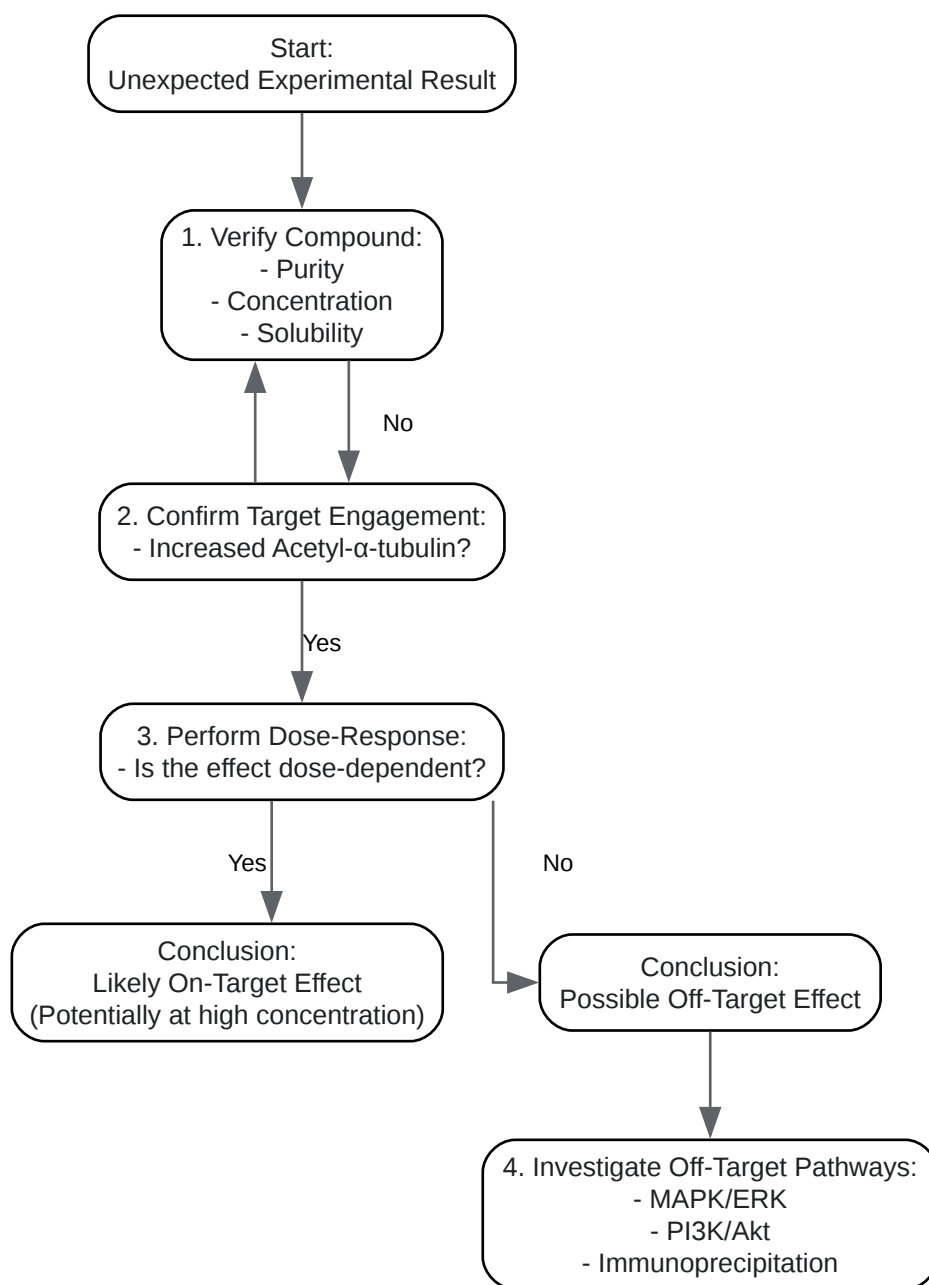 Start:
Unexpected Experimental Result
1. Verify Compound:
- Purity
- Concentration
- Solubility
No
2. Confirm Target Engagement:
- Increased Acetyl-α-tubulin?
Yes
3. Perform Dose-Response:
- Is the effect dose-dependent?
Yes
No
Conclusion:
Likely On-Target Effect
(Potentially at high concentration)
Conclusion:
Possible Off-Target Effect
4. Investigate Off-Target Pathways:
- MAPK/ERK
- PI3K/Akt
- Immunoprecipitation